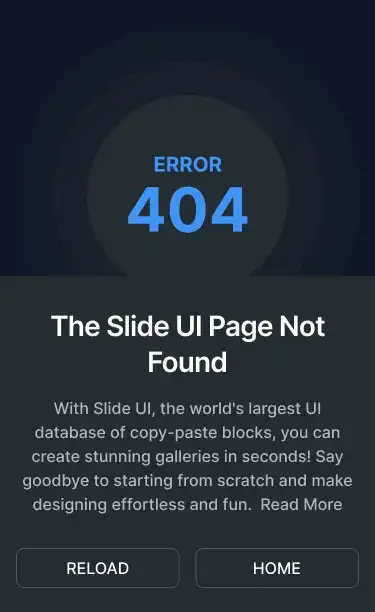 ERROR
404
The Slide UI Page Not
Found
With Slide UI, the world's largest UI
database of copy-paste blocks, you can
create stunning galleries in seconds! Say
goodbye to starting from scratch and make
designing effortless and fun.  Read More
RELOAD
HOME